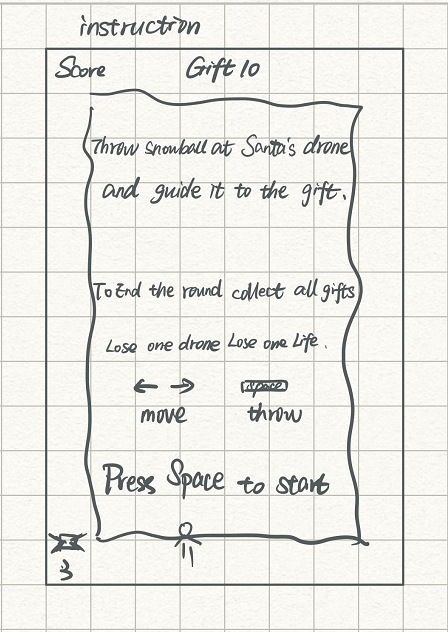 instruction
Score Gift 10
Throw snowball at Santa's drone
and guide it to the gift.
To End the round collect all gifts
Lose one drone Lose one Life.
← → space
move throw
Press Space to start
3